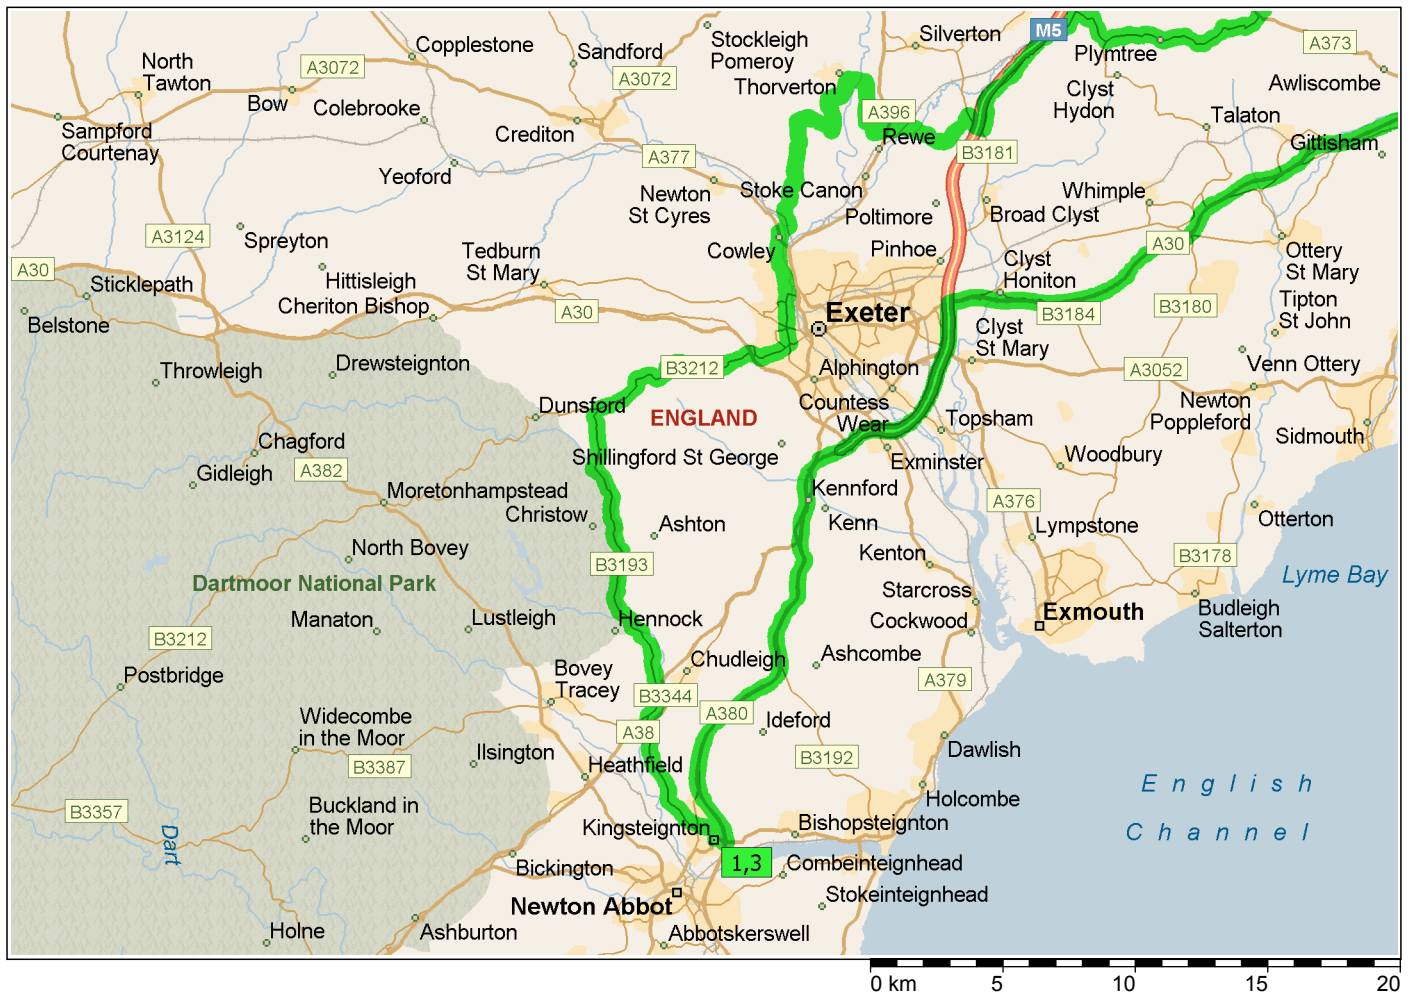 M5
Silverton
Copplestone
Sandford
Stockleigh
Pomeroy
Plymtree
A373
North
Tawton
A3072
A3072
Thorverton
Awliscombe
Bow
Colebrooke
Clyst
Hydon
A396
Talaton
Sampford
Courtenay
Crediton
Rewe
Gittisham
A377
B3181
Yeoford
Newton
St Cyres
Stoke Canon
Whimple
Poltimore
Broad Clyst
A3124
Spreyton
Tedburn
St Mary
Cowley
Pinhoe
A30
Ottery
St Mary
A30
Sticklepath
Hittisleigh
Clyst
Honiton
Cheriton Bishop
A30
Exeter
B3184
B3180
Tipton
St John
Belstone
Clyst
St Mary
Throwleigh
Drewsteignton
B3212
Alphington
A3052
Venn Ottery
Dunsford
ENGLAND
Countess
Wear
Topsham
Newton
Poppleford
Sidmouth
Chagford
Gidleigh
A382
Shillingford St George
Exminster
Woodbury
Moretonhampstead
Christow
Kennford
A376
Ashton
Kenn
Lympstone
Otterton
North Bovey
B3193
Kenton
B3178
Dartmoor National Park
Starcross
Lyme Bay
Manaton
Lustleigh
Hennock
Cockwood
Exmouth
Budleigh
Salterton
B3212
Postbridge
Bovey
Tracey
Chudleigh
Ashcombe
B3344
A379
Widecombe
in the Moor
A38
A380
Ideford
B3387
Ilsington
Heathfield
B3192
Dawlish
English
Channel
B3357
Buckland in
the Moor
Holcombe
Dart
Kingsteignton
Bishopsteignton
1,3
Bickington
Combeinteignhead
Newton Abbot
Stokeinteignhead
Holne
Ashburton
Abbotskerswell
0 km 5 10 15 20